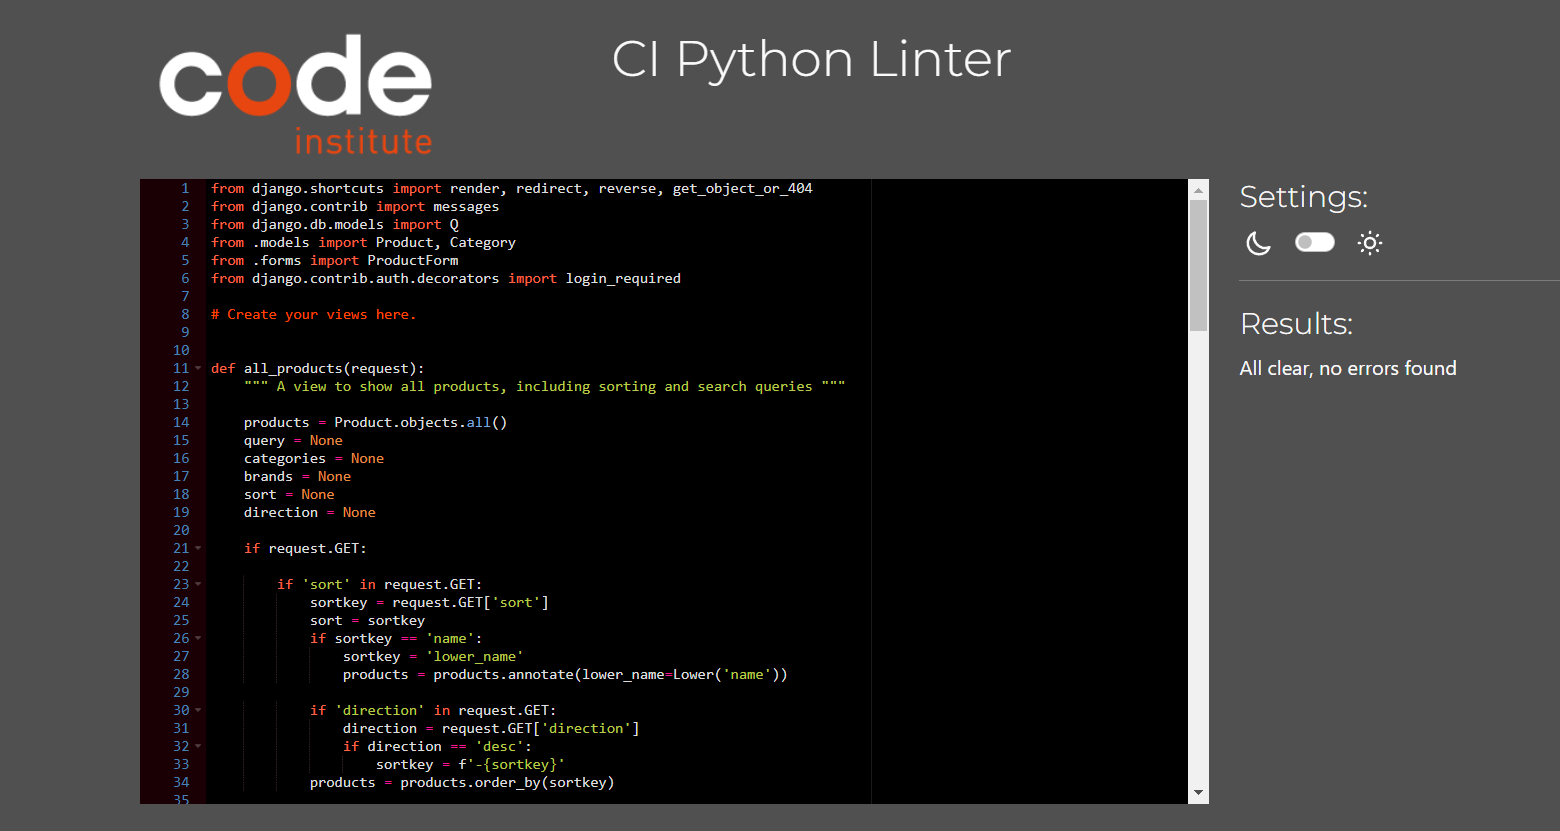 code
institute
CI Python Linter
1 from django.shortcuts import render, redirect, reverse, get_object_or_404
2 from django.contrib import messages
3 from django.db.models import Q
4 from .models import Product, Category
5 from .forms import ProductForm
6 from django.contrib.auth.decorators import login_required
7
8 # Create your views here.
9
10
11 def all_products(request):
12     """ A view to show all products, including sorting and search queries """
13
14     products = Product.objects.all()
15     query = None
16     categories = None
17     brands = None
18     sort = None
19     direction = None
20
21     if request.GET:
22
23         if 'sort' in request.GET:
24             sortkey = request.GET['sort']
25             sort = sortkey
26             if sortkey == 'name':
27                 sortkey = 'lower_name'
28                 products = products.annotate(lower_name=Lower('name'))
29
30             if 'direction' in request.GET:
31                 direction = request.GET['direction']
32                 if direction == 'desc':
33                     sortkey = f'-{sortkey}'
34             products = products.order_by(sortkey)
35
Settings:
Results:
All clear, no errors found